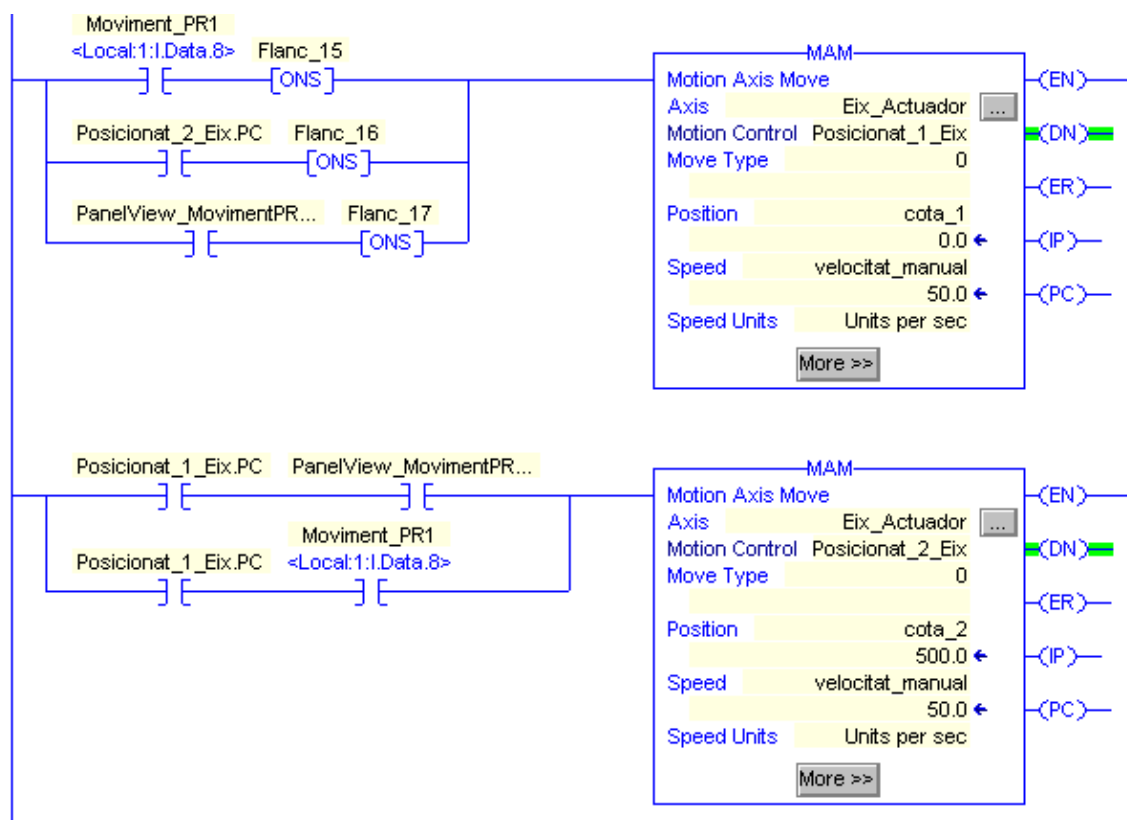 Moviment_PR1
<Local:1:I.Data.8> Flanc_15
ONS
Posicionat_2_Eix.PC Flanc_16
ONS
PanelView_MovimentPR... Flanc_17
ONS
MAM
Motion Axis Move
Axis Eix_Actuador ...
Motion Control Posicionat_1_Eix
Move Type 0
Position cota_1
0.0
Speed velocitat_manual
50.0
Speed Units Units per sec
More >>
EN
DN
ER
IP
PC
Posicionat_1_Eix.PC PanelView_MovimentPR...
Moviment_PR1
Posicionat_1_Eix.PC <Local:1:I.Data.8>
MAM
Motion Axis Move
Axis Eix_Actuador ...
Motion Control Posicionat_2_Eix
Move Type 0
Position cota_2
500.0
Speed velocitat_manual
50.0
Speed Units Units per sec
More >>
EN
DN
ER
IP
PC